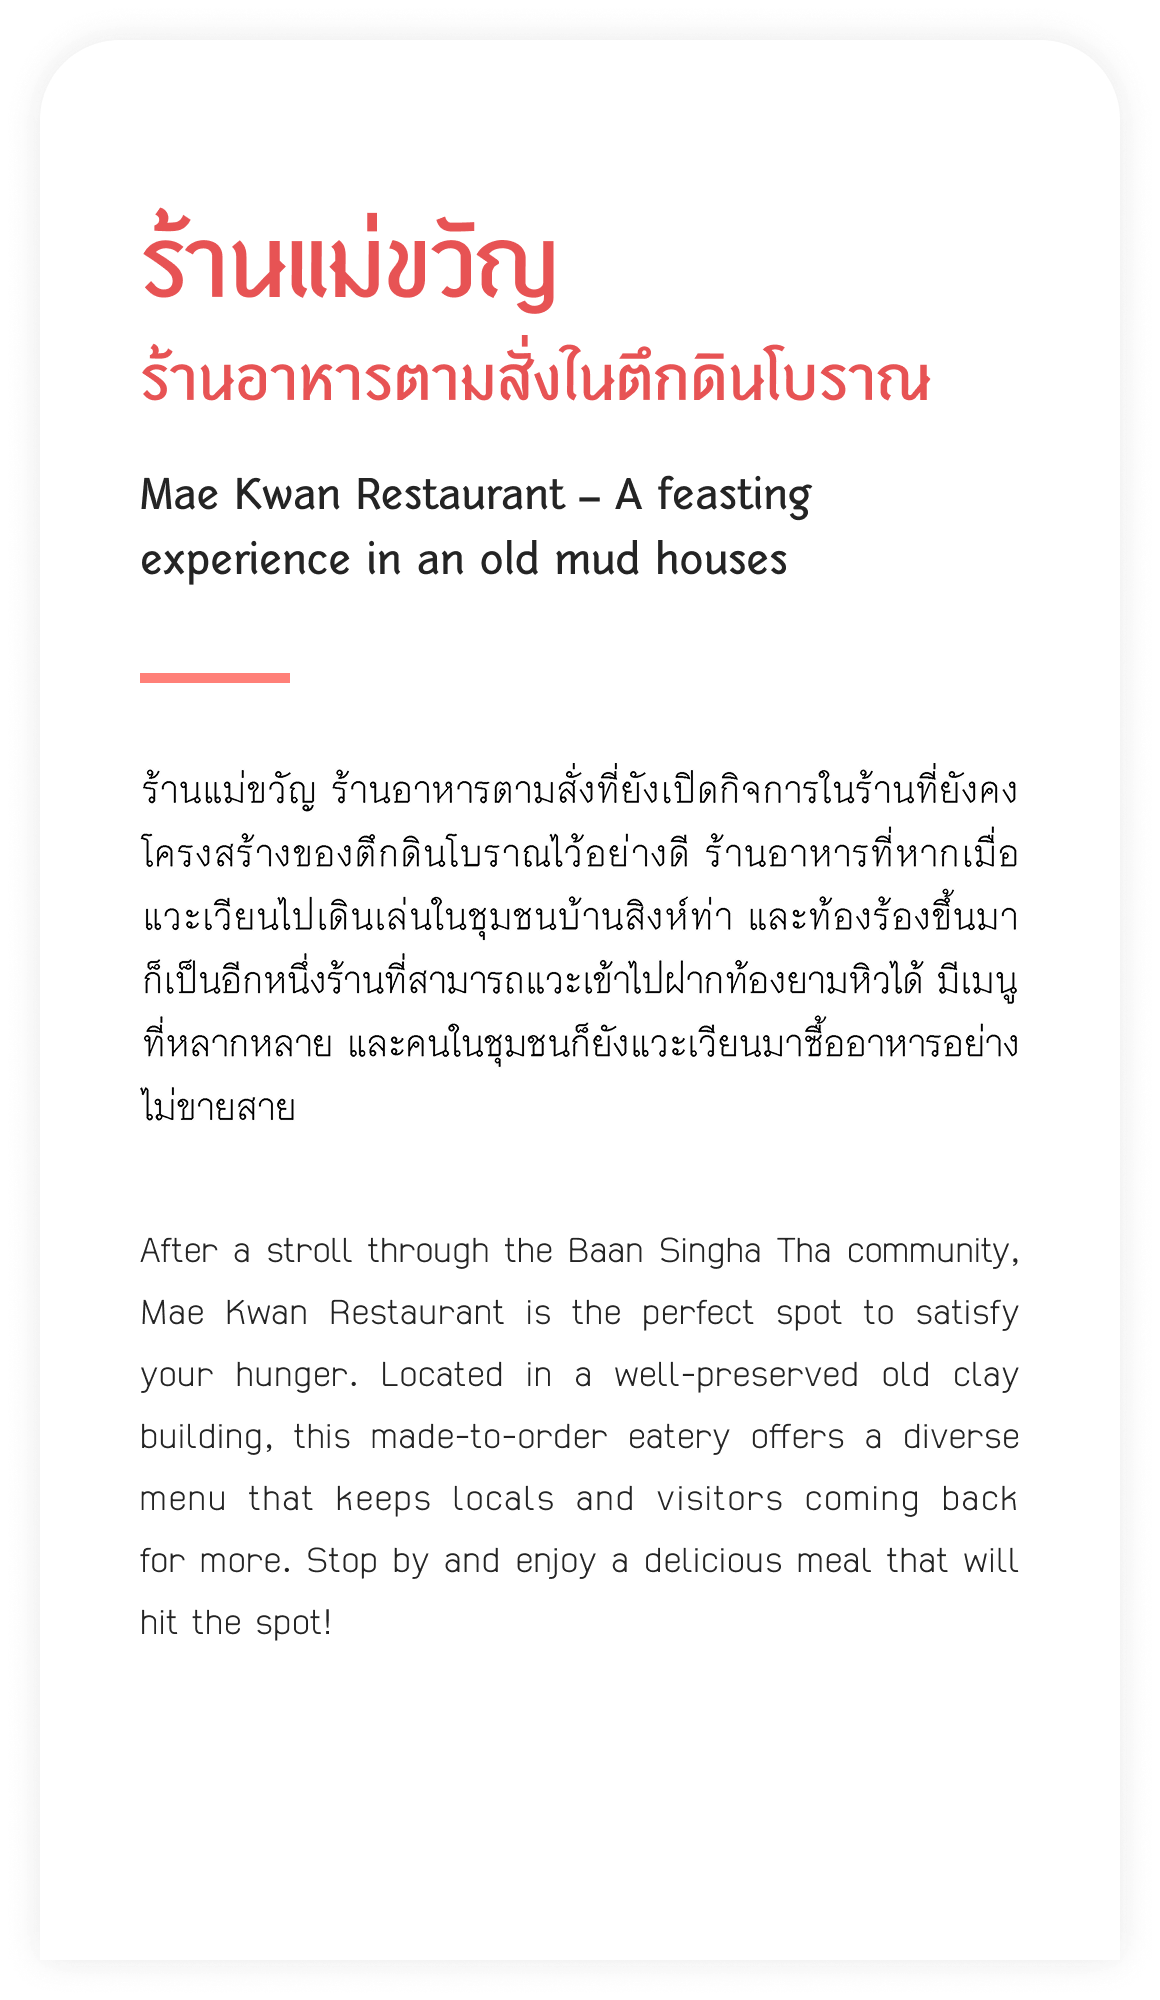 ร้านแม่ขวัญ
ร้านอาหารตามสั่งในตึกดินโบราณ
Mae Kwan Restaurant – A feasting
experience in an old mud houses
ร้านแม่ขวัญ ร้านอาหารตามสั่งที่ยังเปิดกิจการในร้านที่ยังคง
โครงสร้างของตึกดินโบราณไว้อย่างดี ร้านอาหารที่หากเมื่อ
แวะเวียนไปเดินเล่นในชุมชนบ้านสิงห์ท่า และท้องร้องขึ้นมา
ก็เป็นอีกหนึ่งร้านที่สามารถแวะเข้าไปฝากท้องยามหิวได้ มีเมนู
ที่หลากหลาย และคนในชุมชนก็ยังแวะเวียนมาซื้ออาหารอย่าง
ไม่ขายสาย
After a stroll through the Baan Singha Tha community,
Mae Kwan Restaurant is the perfect spot to satisfy
your hunger. Located in a well-preserved old clay
building, this made-to-order eatery offers a diverse
menu that keeps locals and visitors coming back
for more. Stop by and enjoy a delicious meal that will
hit the spot!